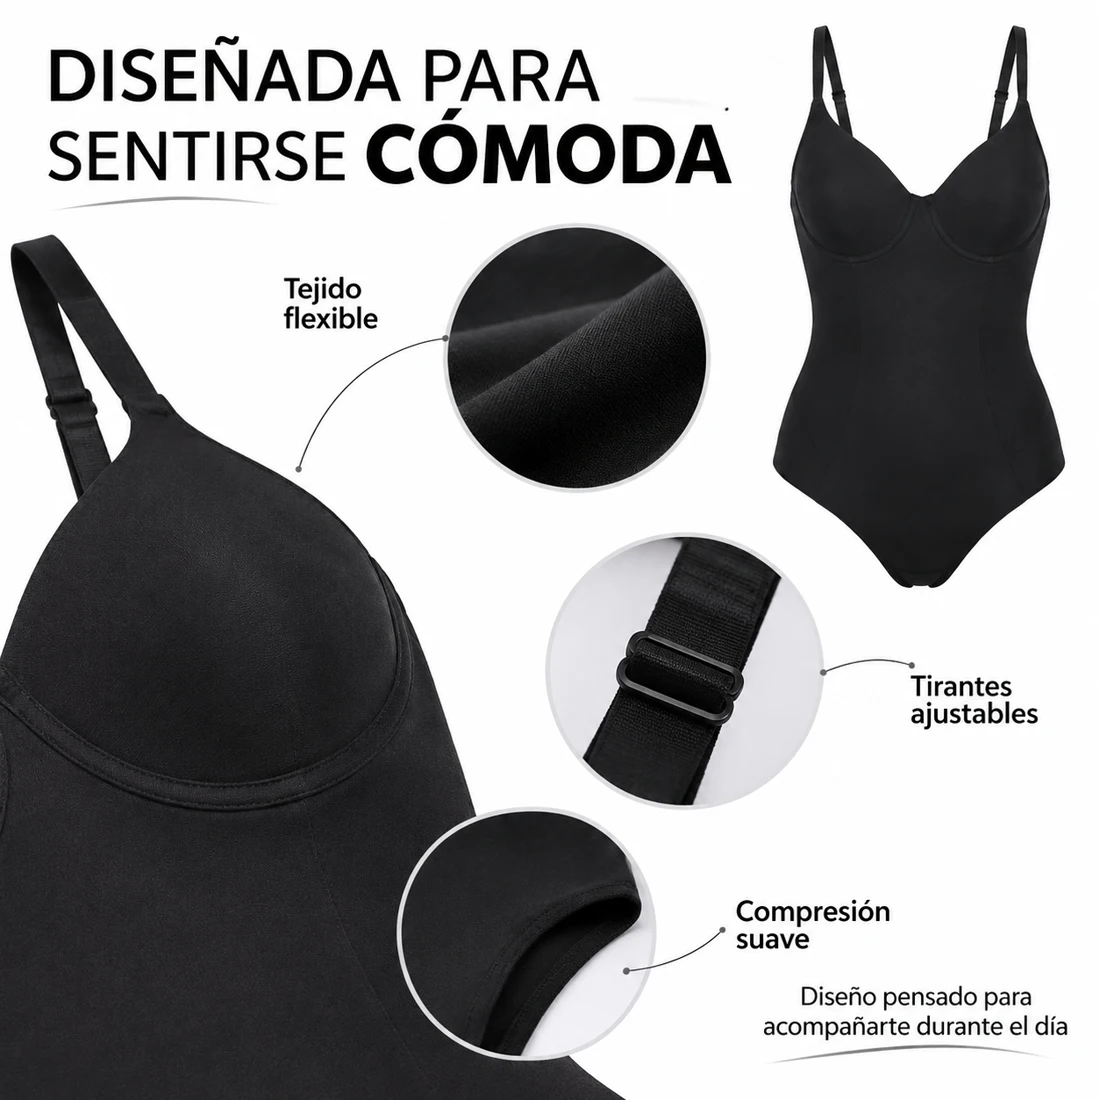 DISEÑADA PARA
SENTIRSE CÓMODA
Tejido
flexible
Tirantes
ajustables
Compresión
suave
Diseño pensado para
acompañarte durante el día